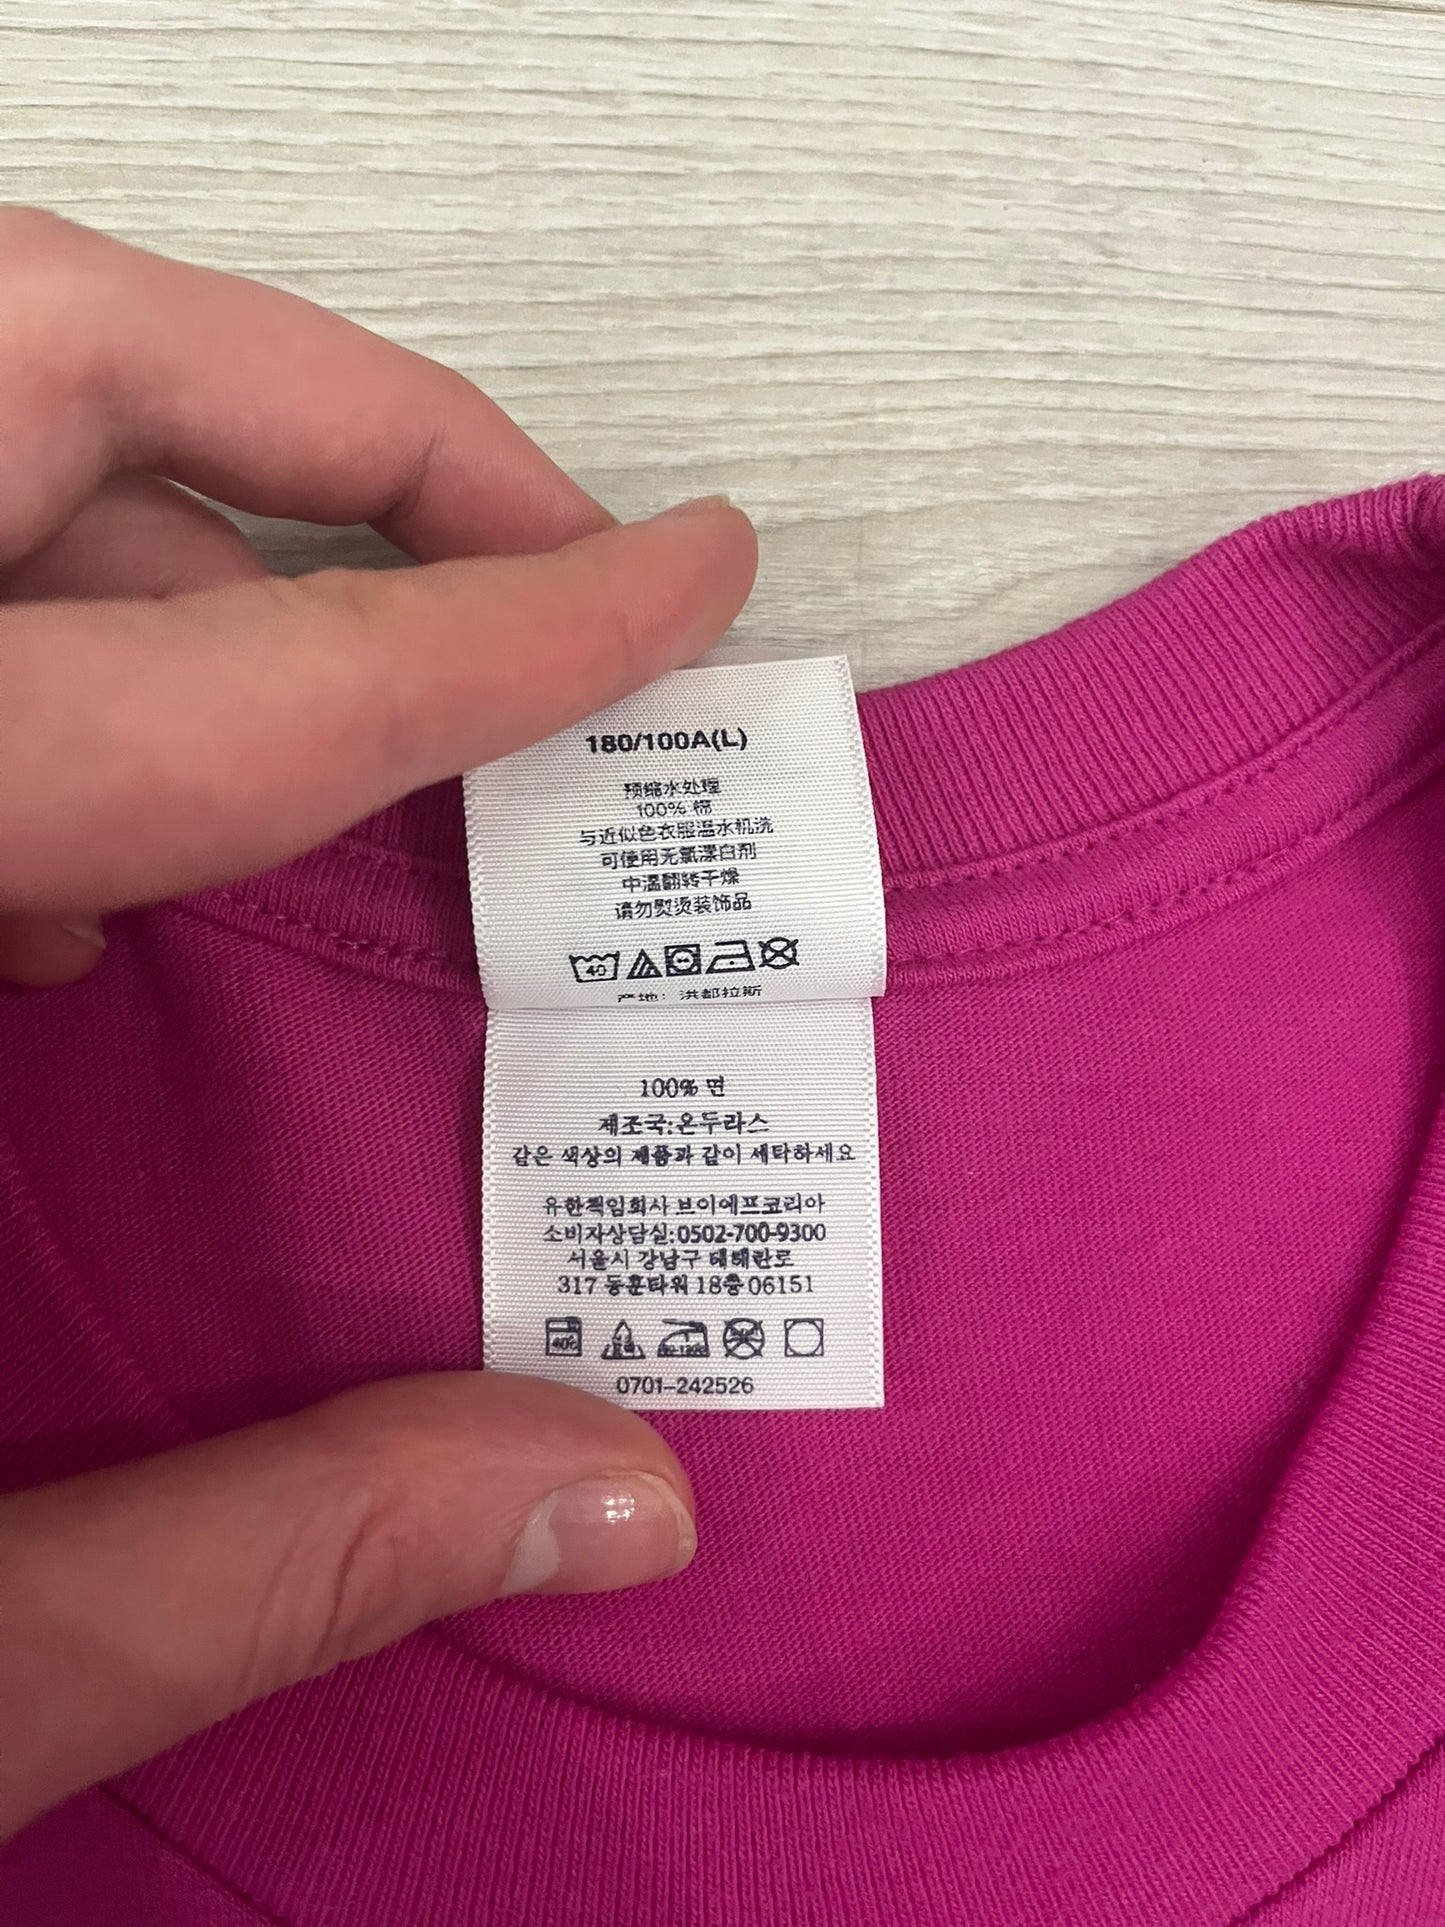 180/100A(L)
预缩水处理
100% 棉
与近似色衣服温水机洗
可使用无氯漂白剂
中温翻转干燥
请勿熨烫装饰品
40
产地：洪都拉斯
100% 면
제조국:온두라스
같은 색상의 제품과 같이 세탁하세요
유한책임회사 브이에프코리아
소비자상담실:0502-700-9300
서울시 강남구 테헤란로
317 동훈타워 18층 06151
40℃
0701-242526